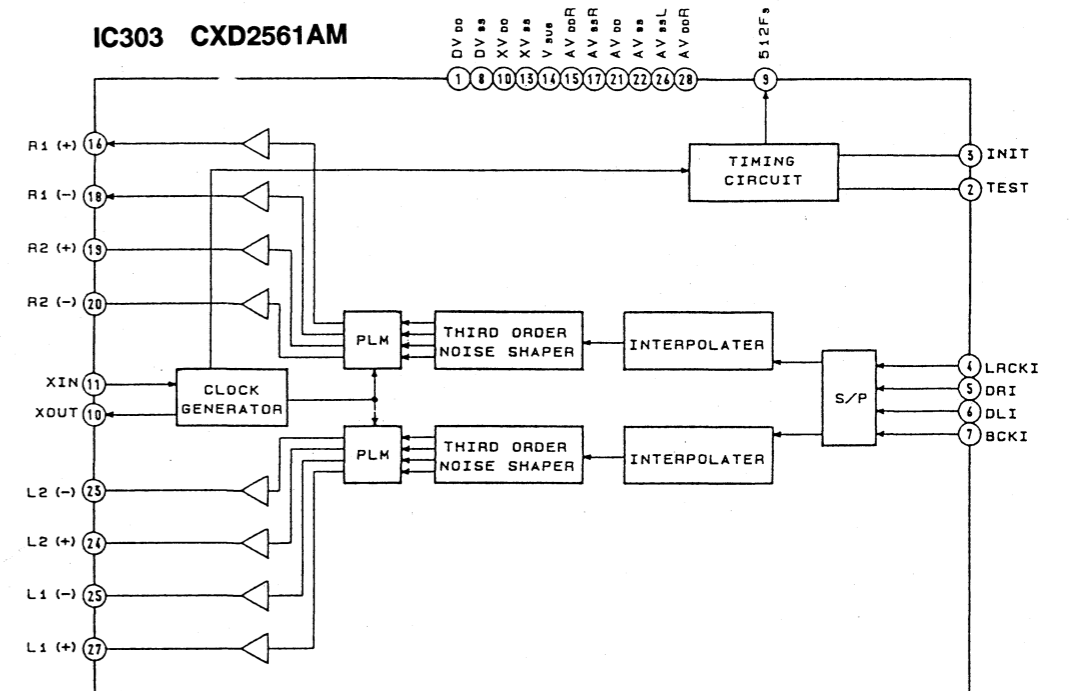 IC303 CXD2561AM
DVDD
DVSS
XVDD
XVSS
VSUB
AVDDR
AVSSR
AVDD
AVSS
AVSSL
AVDDR
512FS
1 8 10 13 14 15 17 21 22 26 28 9
R1 (+) 16
R1 (-) 18
R2 (+) 19
R2 (-) 20
XIN 11
XOUT 10
L2 (-) 23
L2 (+) 24
L1 (-) 25
L1 (+) 27
TIMING
CIRCUIT
3 INIT
2 TEST
PLM
THIRD ORDER
NOISE SHAPER
INTERPOLATER
CLOCK
GENERATOR
S/P
4 LRCKI
5 DRI
6 DLI
7 BCKI
PLM
THIRD ORDER
NOISE SHAPER
INTERPOLATER